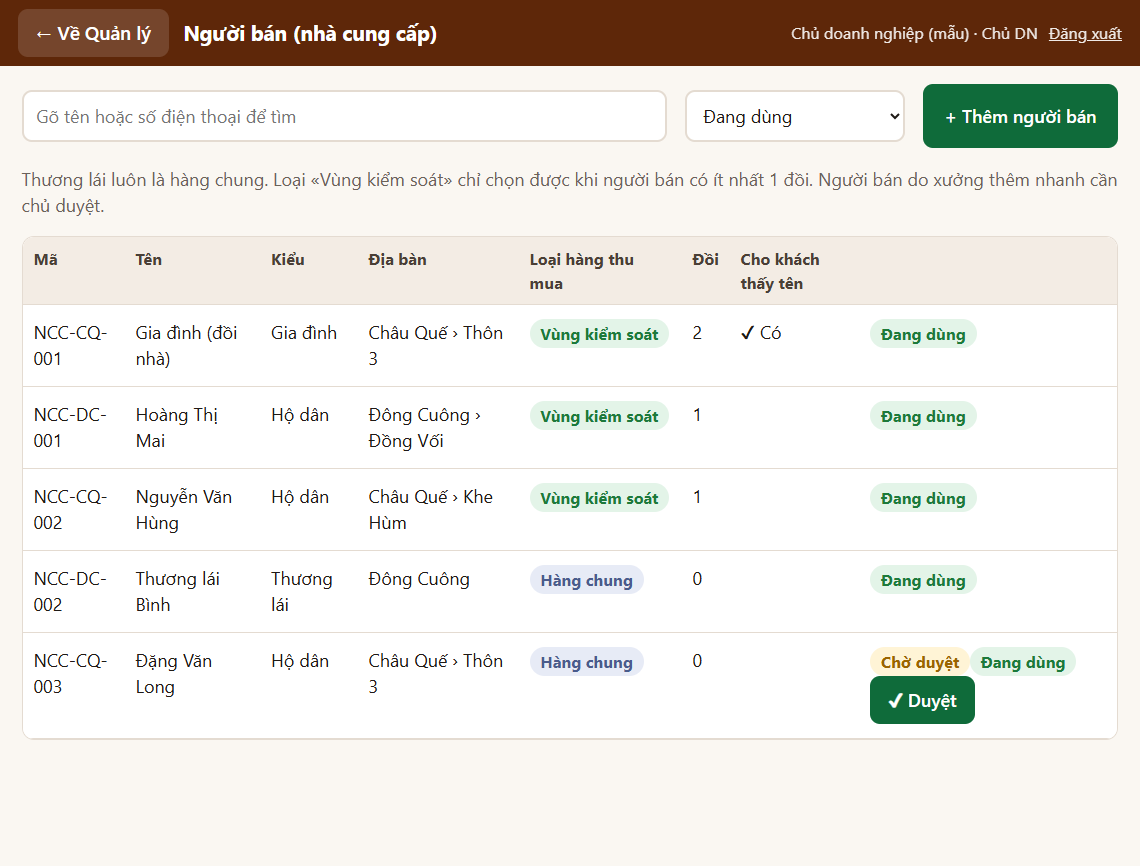 ← Về Quản lý
Người bán (nhà cung cấp)
Chủ doanh nghiệp (mẫu) · Chủ DN Đăng xuất
Gõ tên hoặc số điện thoại để tìm
Đang dùng
+ Thêm người bán
Thương lái luôn là hàng chung. Loại «Vùng kiểm soát» chỉ chọn được khi người bán có ít nhất 1 đồi. Người bán do xưởng thêm nhanh cần
chủ duyệt.
Mã Tên Kiểu Địa bàn Loại hàng thu Đồi Cho khách
mua thấy tên
NCC-CQ- Gia đình (đồi Gia đình Châu Quế › Thôn Vùng kiểm soát 2 ✓ Có Đang dùng
001 nhà) 3
NCC-DC- Hoàng Thị Hộ dân Đông Cuông › Vùng kiểm soát 1 Đang dùng
001 Mai Đồng Vối
NCC-CQ- Nguyễn Văn Hộ dân Châu Quế › Khe Vùng kiểm soát 1 Đang dùng
002 Hùng Hùm
NCC-DC- Thương lái Thương Đông Cuông Hàng chung 0 Đang dùng
002 Bình lái
NCC-CQ- Đặng Văn Hộ dân Châu Quế › Thôn Hàng chung 0 Chờ duyệt Đang dùng
003 Long 3
✓ Duyệt